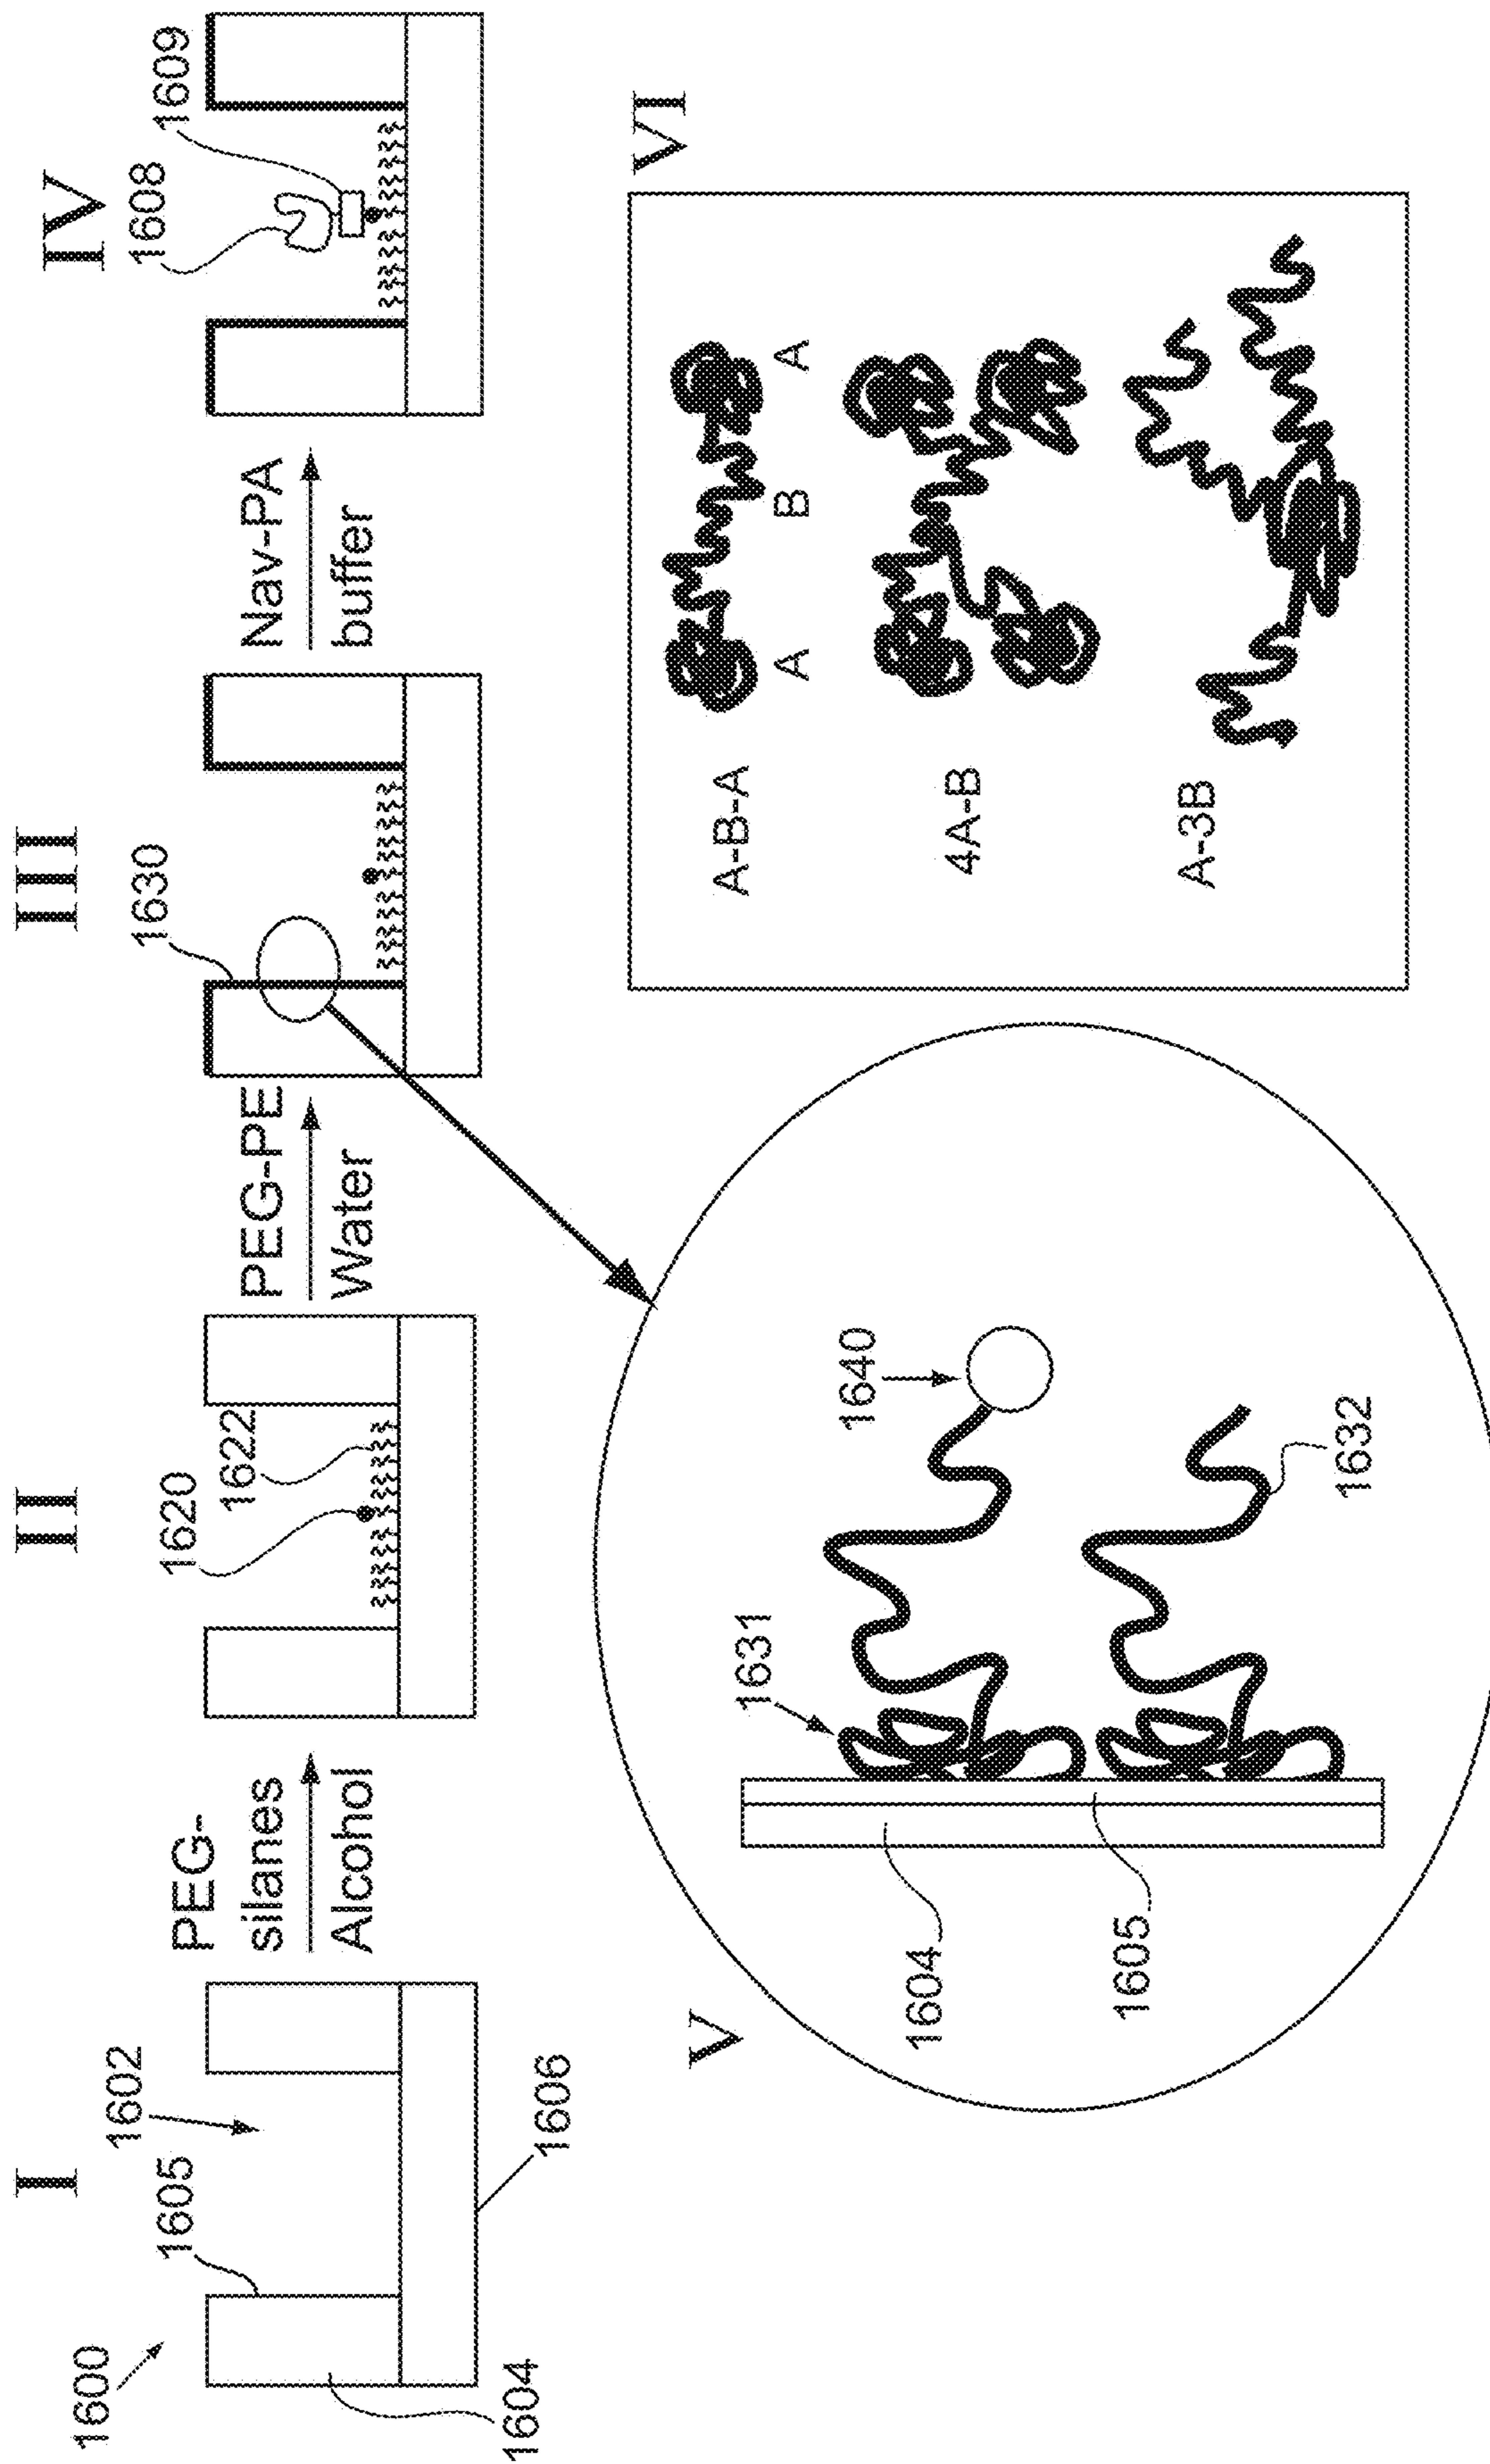 I
II
III
IV
1600
1605
1602
1604
1606
PEG-
silanes
Alcohol
1620
1622
PEG-PE
Water
1630
Nav-PA
buffer
1608
1609
V
1604
1605
1631
1640
1632
VI
A-B-A
A
B
A
4A-B
A-3B